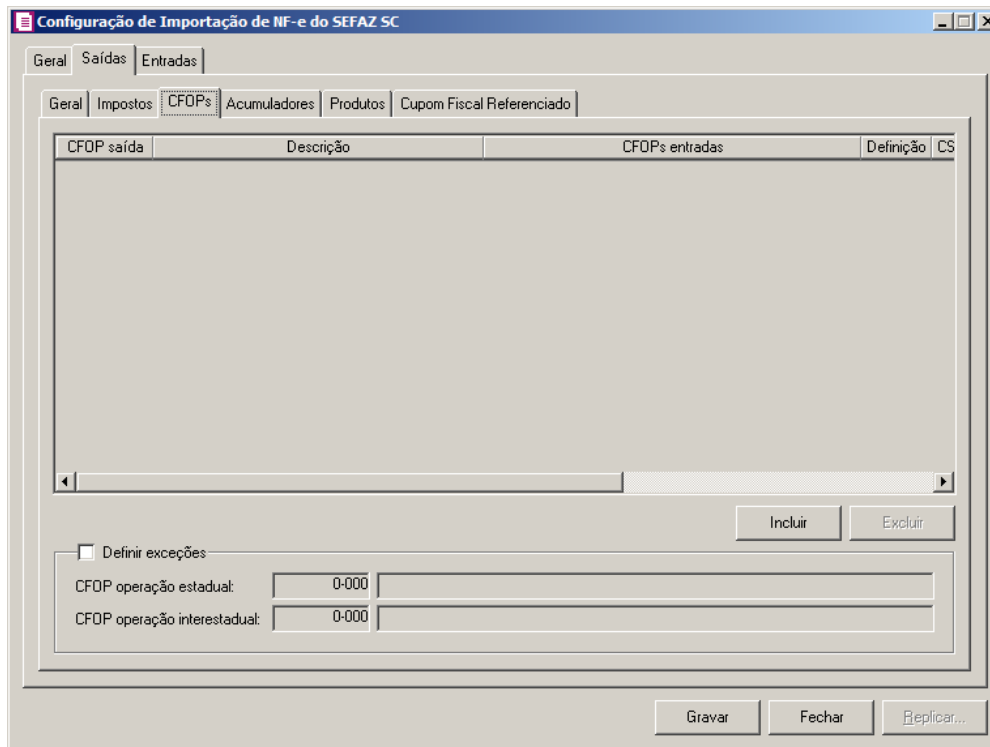 Configuração de Importação de NF-e do SEFAZ SC
Geral Saídas Entradas
Geral Impostos CFOPs Acumuladores Produtos Cupom Fiscal Referenciado
CFOP saída Descrição CFOPs entradas Definição CS
Incluir Excluir
Definir exceções
CFOP operação estadual: 0-000
CFOP operação interestadual: 0-000
Gravar Fechar Replicar...